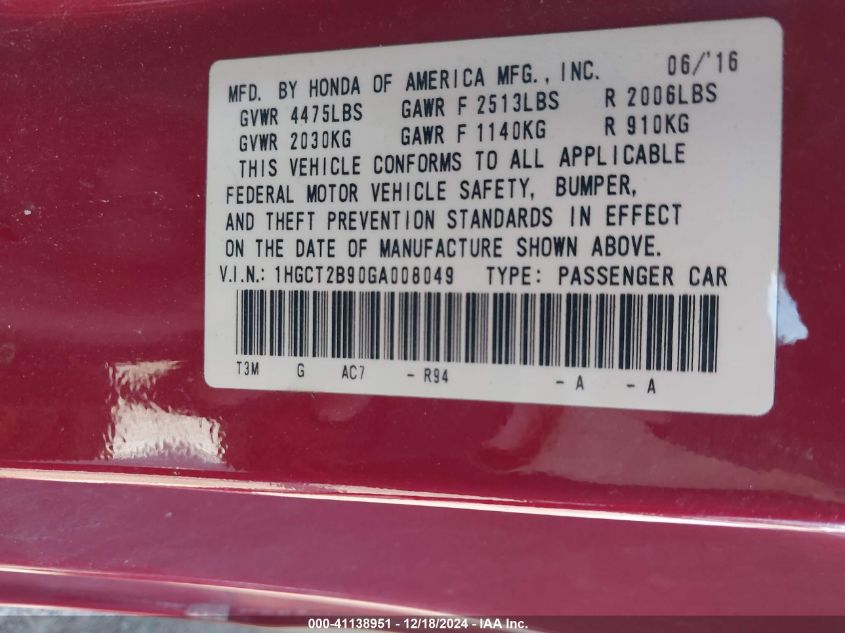 MFD. BY HONDA OF AMERICA MFG., INC. 06/'16
GVWR 4475LBS GAWR F 2513LBS R 2006LBS
GVWR 2030KG GAWR F 1140KG R 910KG
THIS VEHICLE CONFORMS TO ALL APPLICABLE
FEDERAL MOTOR VEHICLE SAFETY, BUMPER,
AND THEFT PREVENTION STANDARDS IN EFFECT
ON THE DATE OF MANUFACTURE SHOWN ABOVE.
V.I.N.: 1HGCT2B90GA008049 TYPE: PASSENGER CAR
T3M G AC7 - R94 - A - A
000-41138951 - 12/18/2024 - IAA Inc.